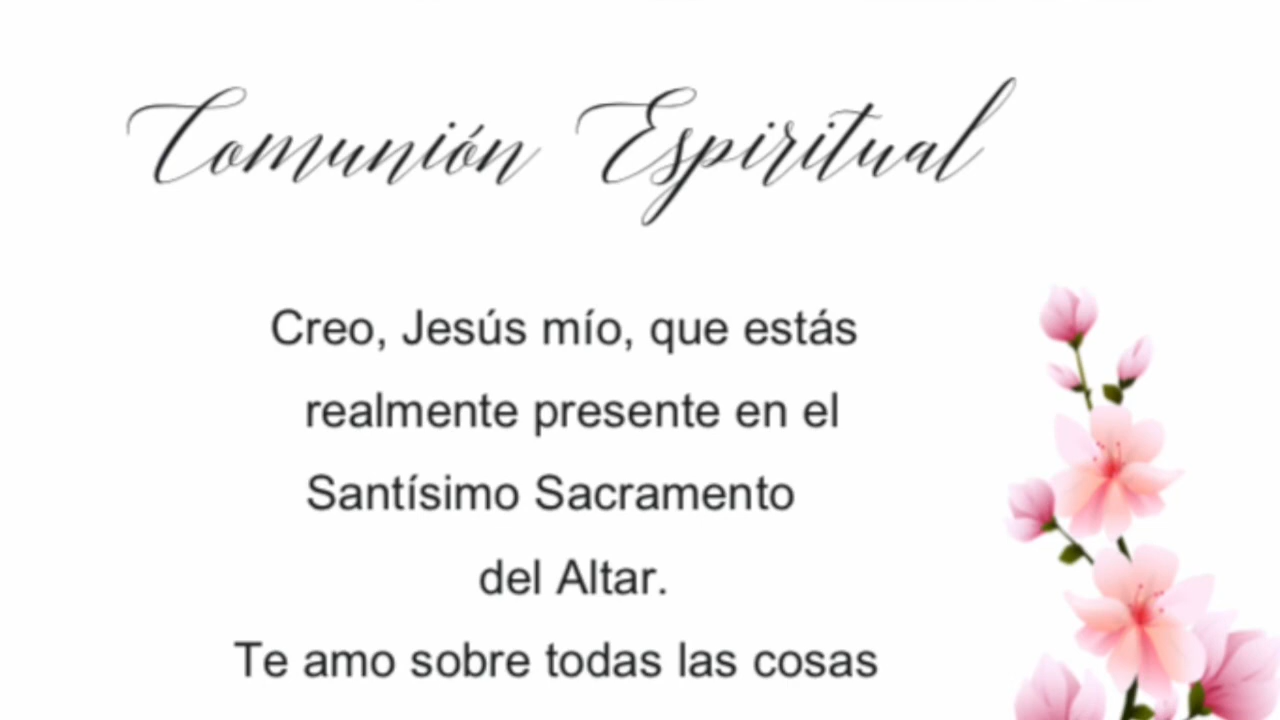 Comunión Espiritual
Creo, Jesús mío, que estás
realmente presente en el
Santísimo Sacramento
del Altar.
Te amo sobre todas las cosas